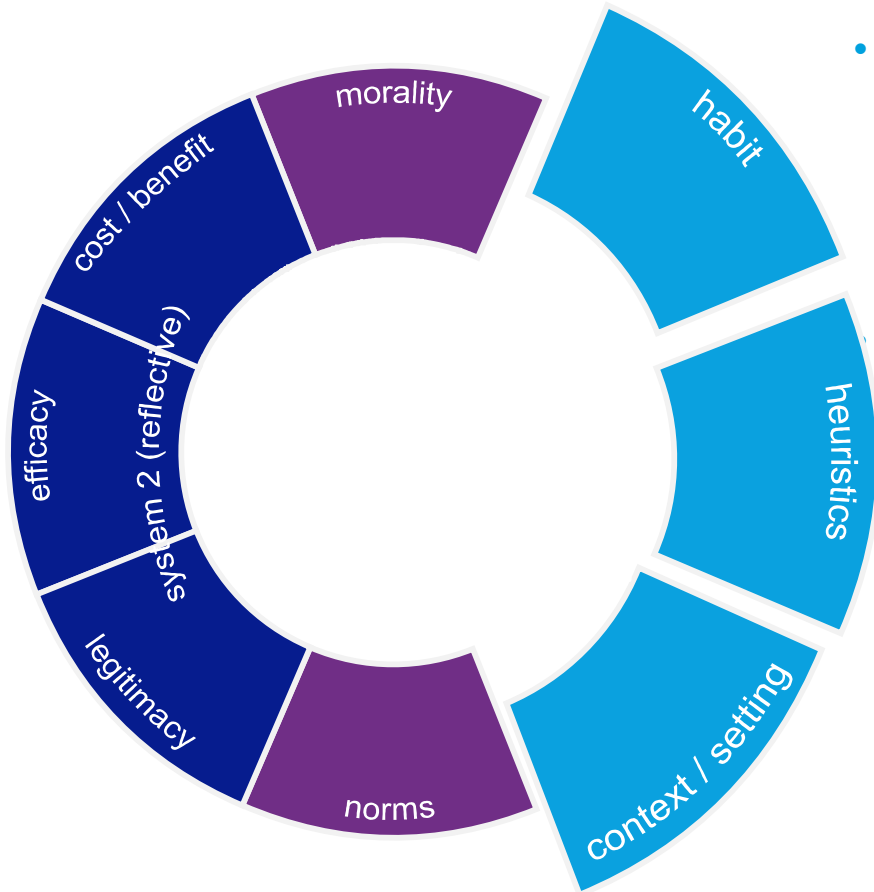 morality
habit
heuristics
context / setting
norms
legitimacy
efficacy
cost / benefit
system 2 (reflective)